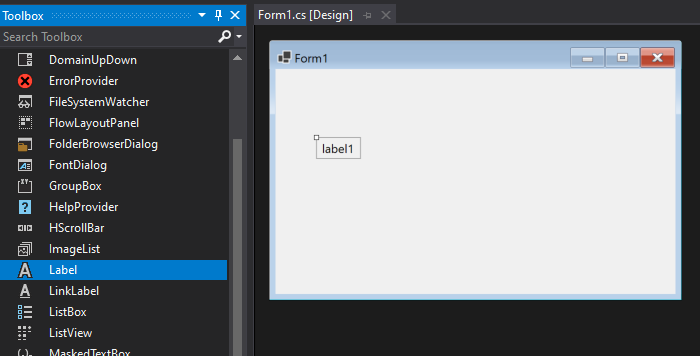 Toolbox
Search Toolbox
DomainUpDown
ErrorProvider
FileSystemWatcher
FlowLayoutPanel
FolderBrowserDialog
FontDialog
GroupBox
HelpProvider
HScrollBar
ImageList
Label
LinkLabel
ListBox
ListView
MaskedTextBox
Form1.cs [Design]
Form1
label1